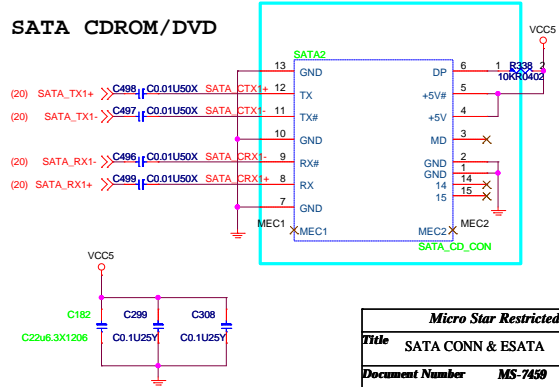 SATA CDROM/DVD
VCC5
SATA2
R338
10KR0402
13 GND DP 6 1 2
(20) SATA_TX1+ C498 C0.01U50X SATA_CTX1+ 12 TX +5V# 5
(20) SATA_TX1- C497 C0.01U50X SATA_CTX1- 11 TX# +5V 4
10 GND MD 3
(20) SATA_RX1- C496 C0.01U50X SATA_CRX1- 9 RX# GND 2
GND 1
(20) SATA_RX1+ C499 C0.01U50X SATA_CRX1+ 8 RX 14 14
15 15
7 GND
MEC1 MEC1 MEC2 MEC2
SATA_CD_CON
VCC5
C182 C299 C308
C22u6.3X1206 C0.1U25Y C0.1U25Y
Micro Star Restricted
Title SATA CONN & ESATA
Document Number MS-7459